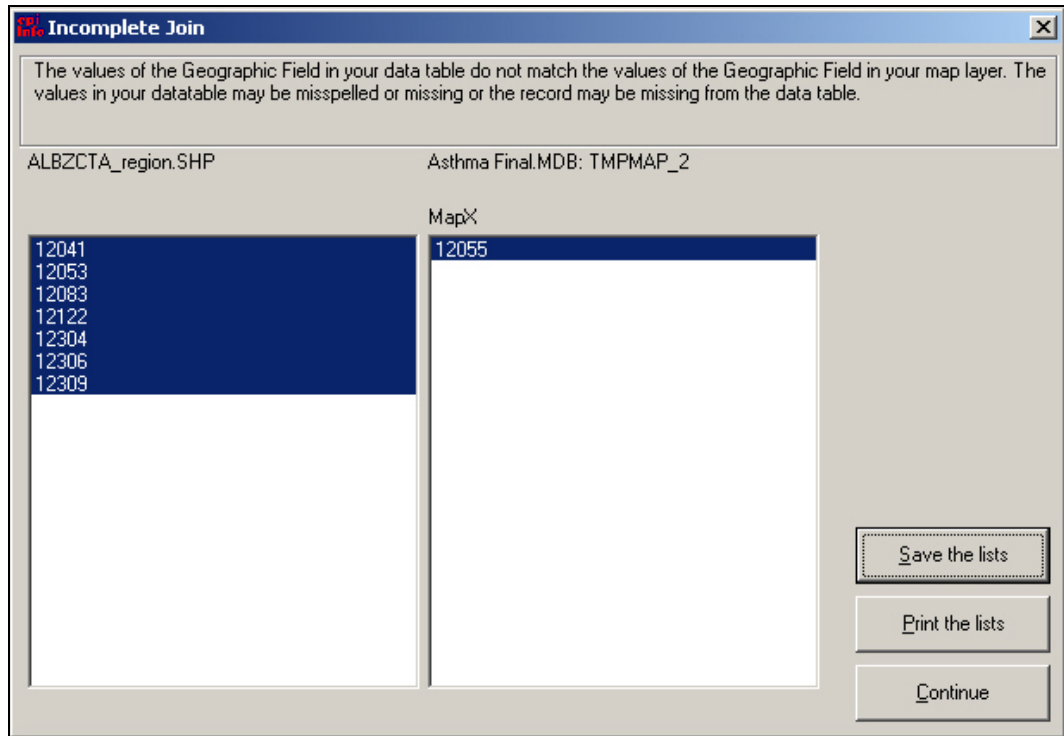 epi
info Incomplete Join
The values of the Geographic Field in your data table do not match the values of the Geographic Field in your map layer. The
values in your datatable may be misspelled or missing or the record may be missing from the data table.
ALBZCTA_region.SHP Asthma Final.MDB: TMPMAP_2
MapX
12041 12055
12053
12083
12122
12304
12306
12309
Save the lists
Print the lists
Continue